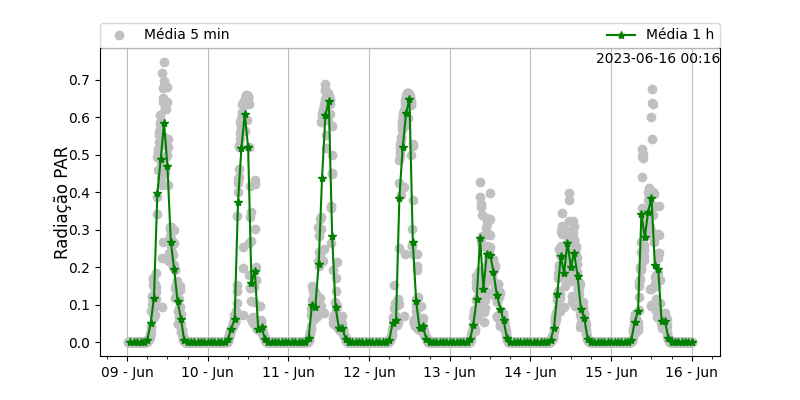 Média 5 min
Média 1 h
2023-06-16 00:16
Radiação PAR
0.7
0.6
0.5
0.4
0.3
0.2
0.1
0.0
09 - Jun
10 - Jun
11 - Jun
12 - Jun
13 - Jun
14 - Jun
15 - Jun
16 - Jun